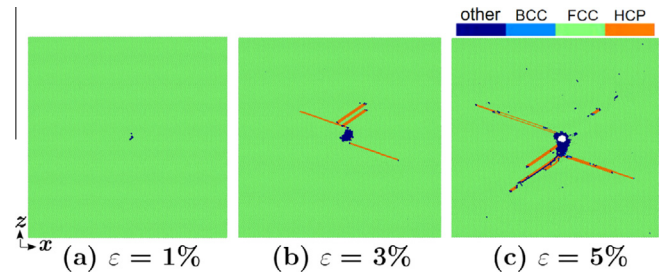 other BCC FCC HCP
z
x
(a) ε = 1%
(b) ε = 3%
(c) ε = 5%